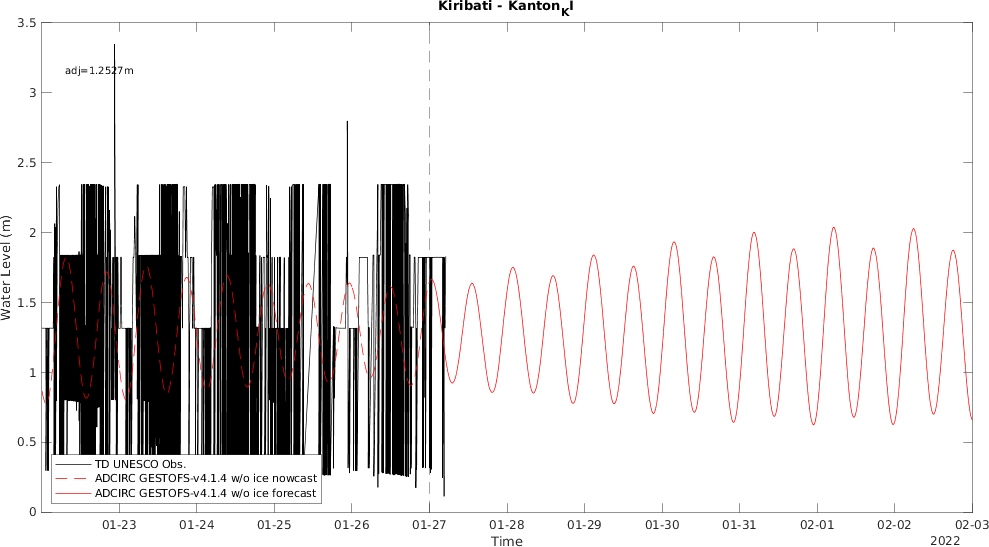 Kiribati - Kanton_KI
adj=1.2527m
3.5
3
2.5
2
1.5
1
0.5
0
Water Level (m)
TD UNESCO Obs.
ADCIRC GESTOFS-v4.1.4 w/o ice nowcast
ADCIRC GESTOFS-v4.1.4 w/o ice forecast
01-23 01-24 01-25 01-26 01-27 01-28 01-29 01-30 01-31 02-01 02-02 02-03
Time
2022